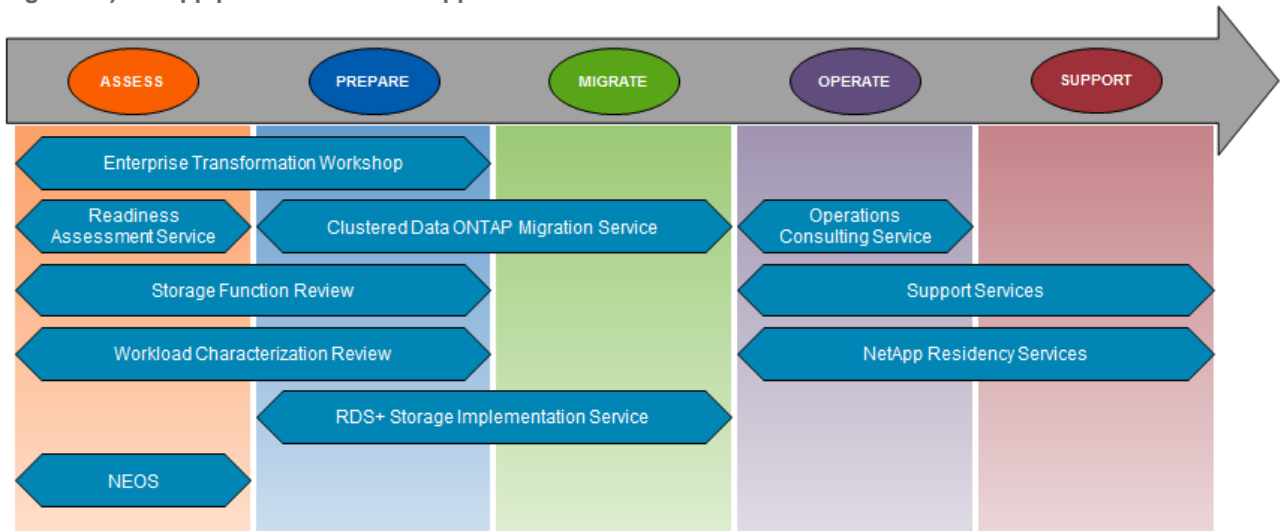 ASSESS
PREPARE
MIGRATE
OPERATE
SUPPORT
Enterprise Transformation Workshop
Readiness
Assessment Service
Clustered Data ONTAP Migration Service
Operations
Consulting Service
Storage Function Review
Support Services
Workload Characterization Review
NetApp Residency Services
RDS+ Storage Implementation Service
NEOS